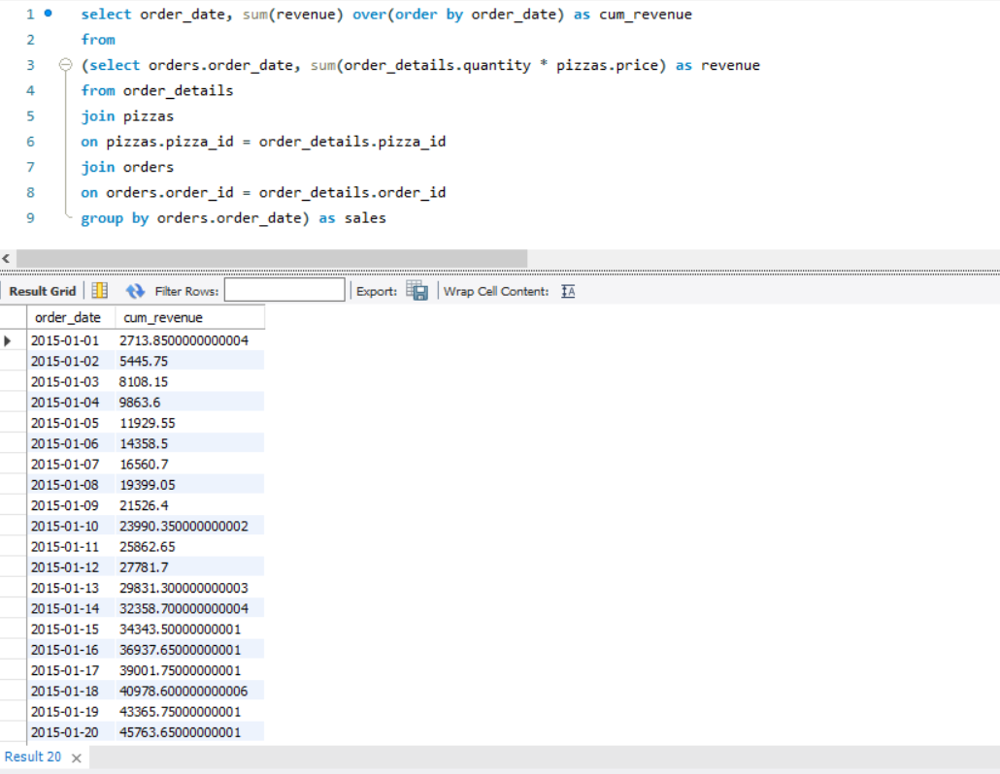 1 select order_date, sum(revenue) over(order by order_date) as cum_revenue
2 from
3 (select orders.order_date, sum(order_details.quantity * pizzas.price) as revenue
4 from order_details
5 join pizzas
6 on pizzas.pizza_id = order_details.pizza_id
7 join orders
8 on orders.order_id = order_details.order_id
9 group by orders.order_date) as sales
Result Grid Filter Rows: Export: Wrap Cell Content: IA
order_date cum_revenue
2015-01-01 2713.8500000000004
2015-01-02 5445.75
2015-01-03 8108.15
2015-01-04 9863.6
2015-01-05 11929.55
2015-01-06 14358.5
2015-01-07 16560.7
2015-01-08 19399.05
2015-01-09 21526.4
2015-01-10 23990.350000000002
2015-01-11 25862.65
2015-01-12 27781.7
2015-01-13 29831.300000000003
2015-01-14 32358.700000000004
2015-01-15 34343.50000000001
2015-01-16 36937.65000000001
2015-01-17 39001.75000000001
2015-01-18 40978.600000000006
2015-01-19 43365.75000000001
2015-01-20 45763.65000000001
Result 20